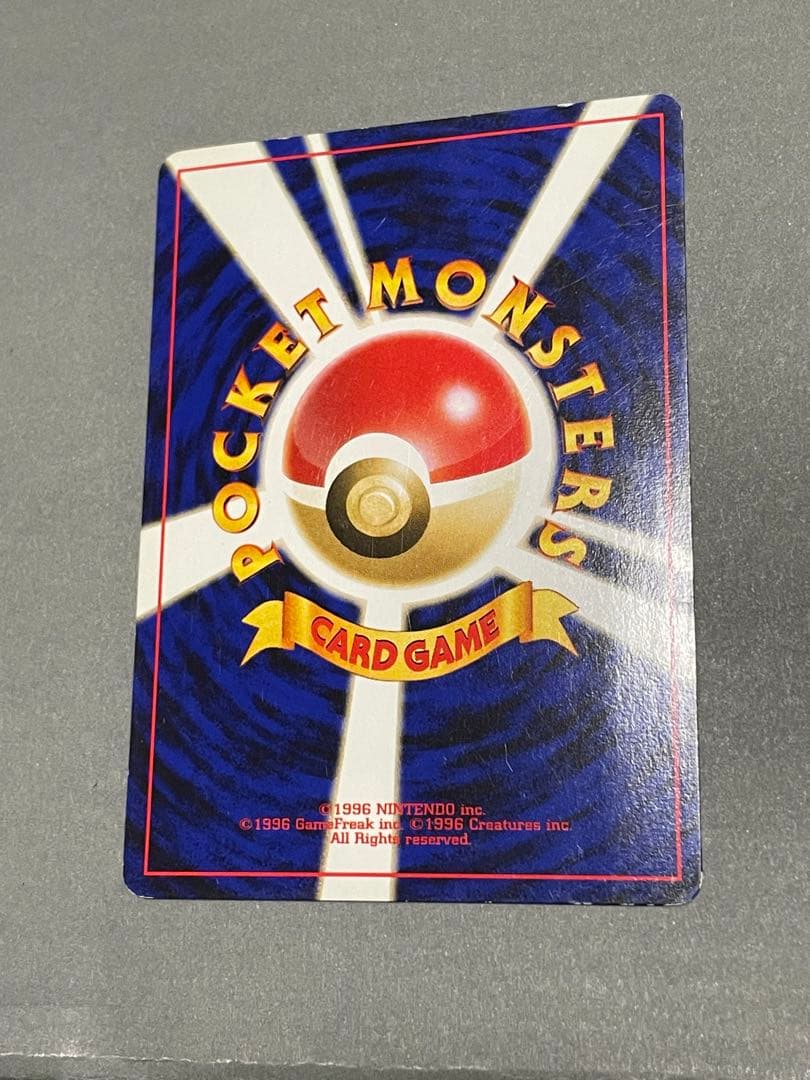 POCKET MONSTERS
CARD GAME
©1996 NINTENDO inc.
©1996 GameFreak inc. ©1996 Creatures inc.
All Rights reserved.